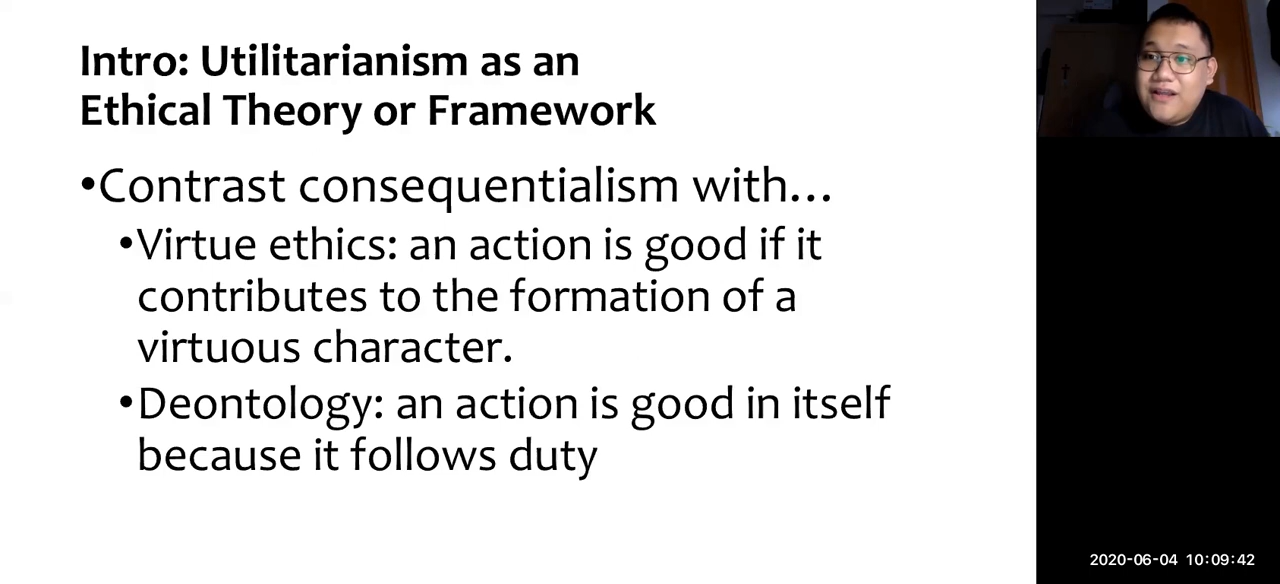 Intro: Utilitarianism as an
Ethical Theory or Framework
•Contrast consequentialism with...
•Virtue ethics: an action is good if it
contributes to the formation of a
virtuous character.
•Deontology: an action is good in itself
because it follows duty
2020-06-04 10:09:42